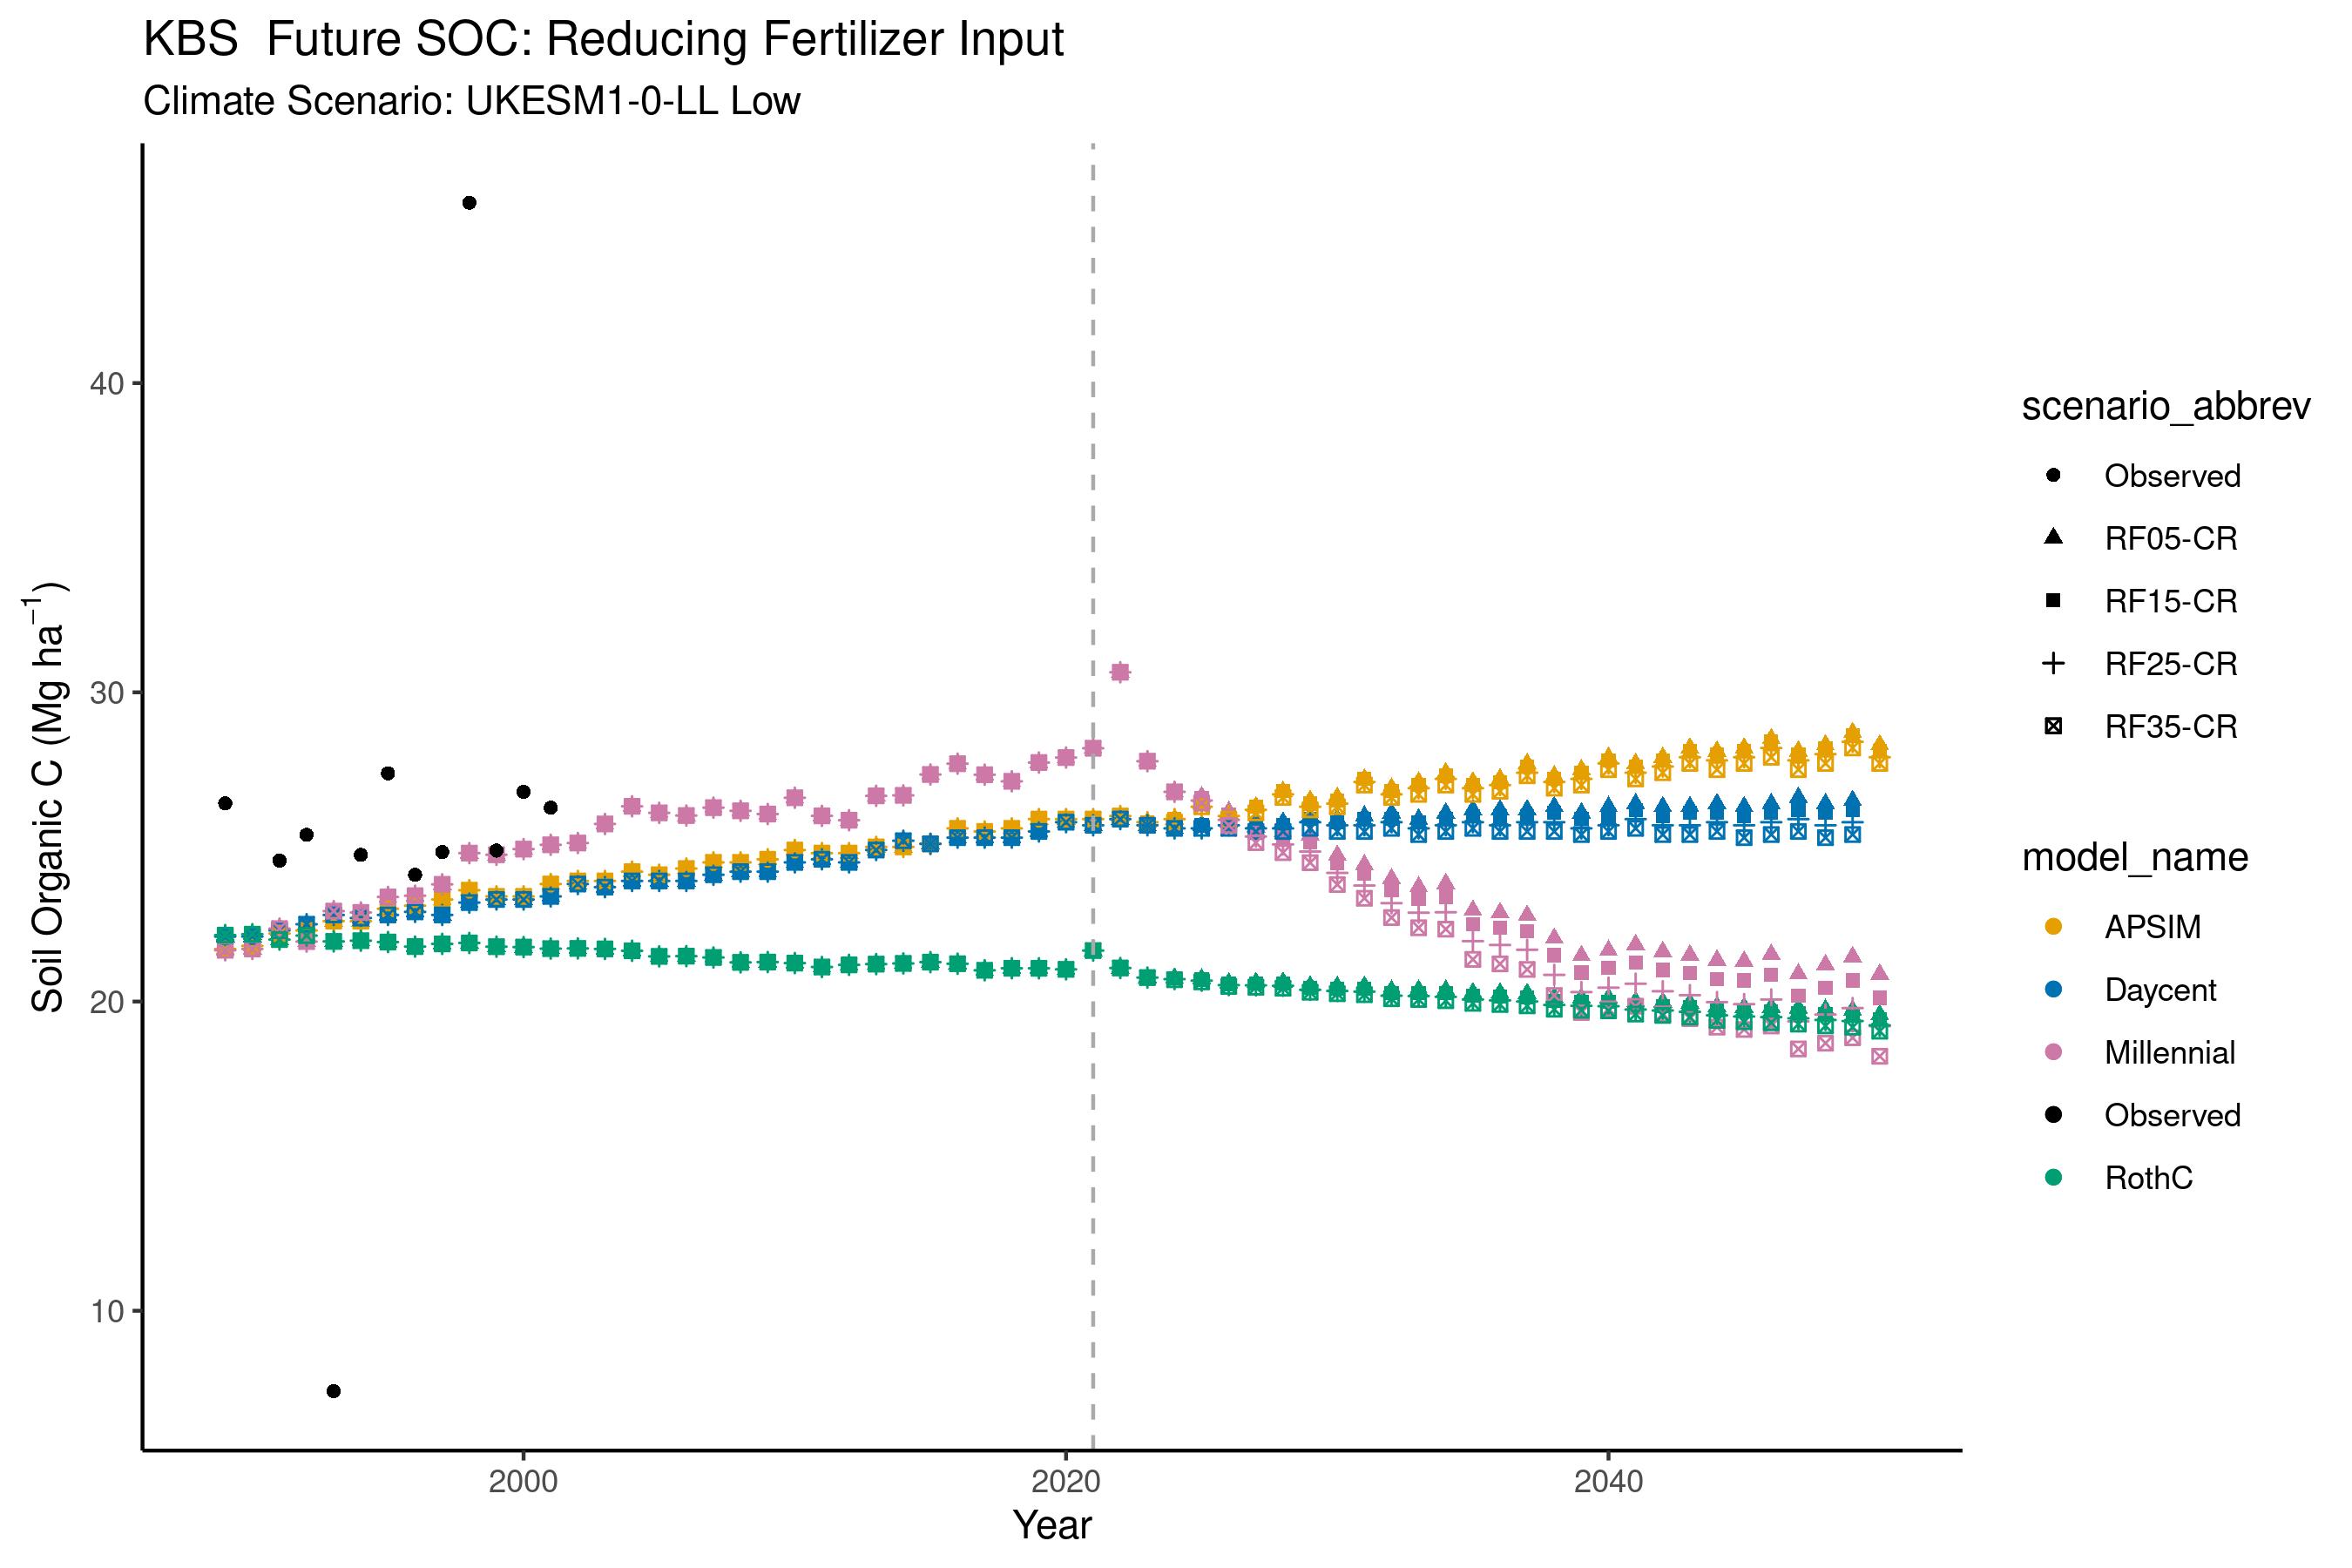 KBS  Future SOC: Reducing Fertilizer Input
Climate Scenario: UKESM1-0-LL Low
Soil Organic C (Mg ha⁻¹)
40
30
20
10
2000
2020
2040
Year
scenario_abbrev
Observed
RF05-CR
RF15-CR
RF25-CR
RF35-CR
model_name
APSIM
Daycent
Millennial
Observed
RothC